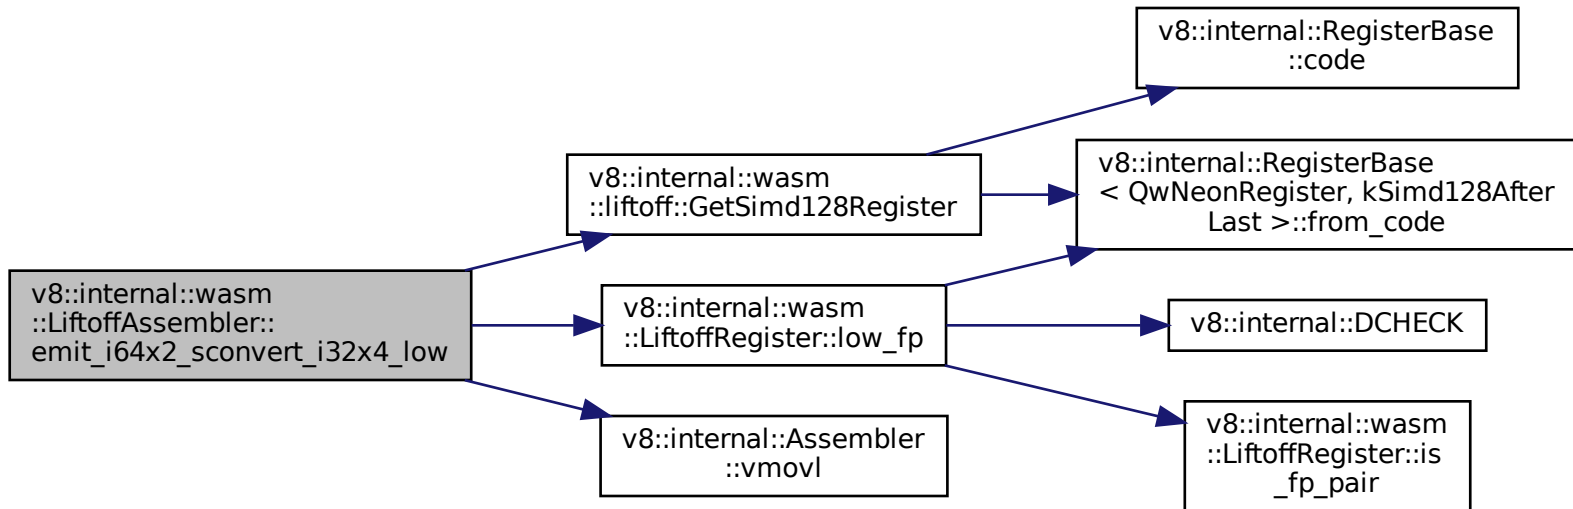 v8::internal::RegisterBase
::code
v8::internal::RegisterBase
< QwNeonRegister, kSimd128After
Last >::from_code
v8::internal::wasm
::liftoff::GetSimd128Register
v8::internal::wasm
::LiftoffAssembler::
emit_i64x2_sconvert_i32x4_low
v8::internal::wasm
::LiftoffRegister::low_fp
v8::internal::DCHECK
v8::internal::Assembler
::vmovl
v8::internal::wasm
::LiftoffRegister::is
_fp_pair